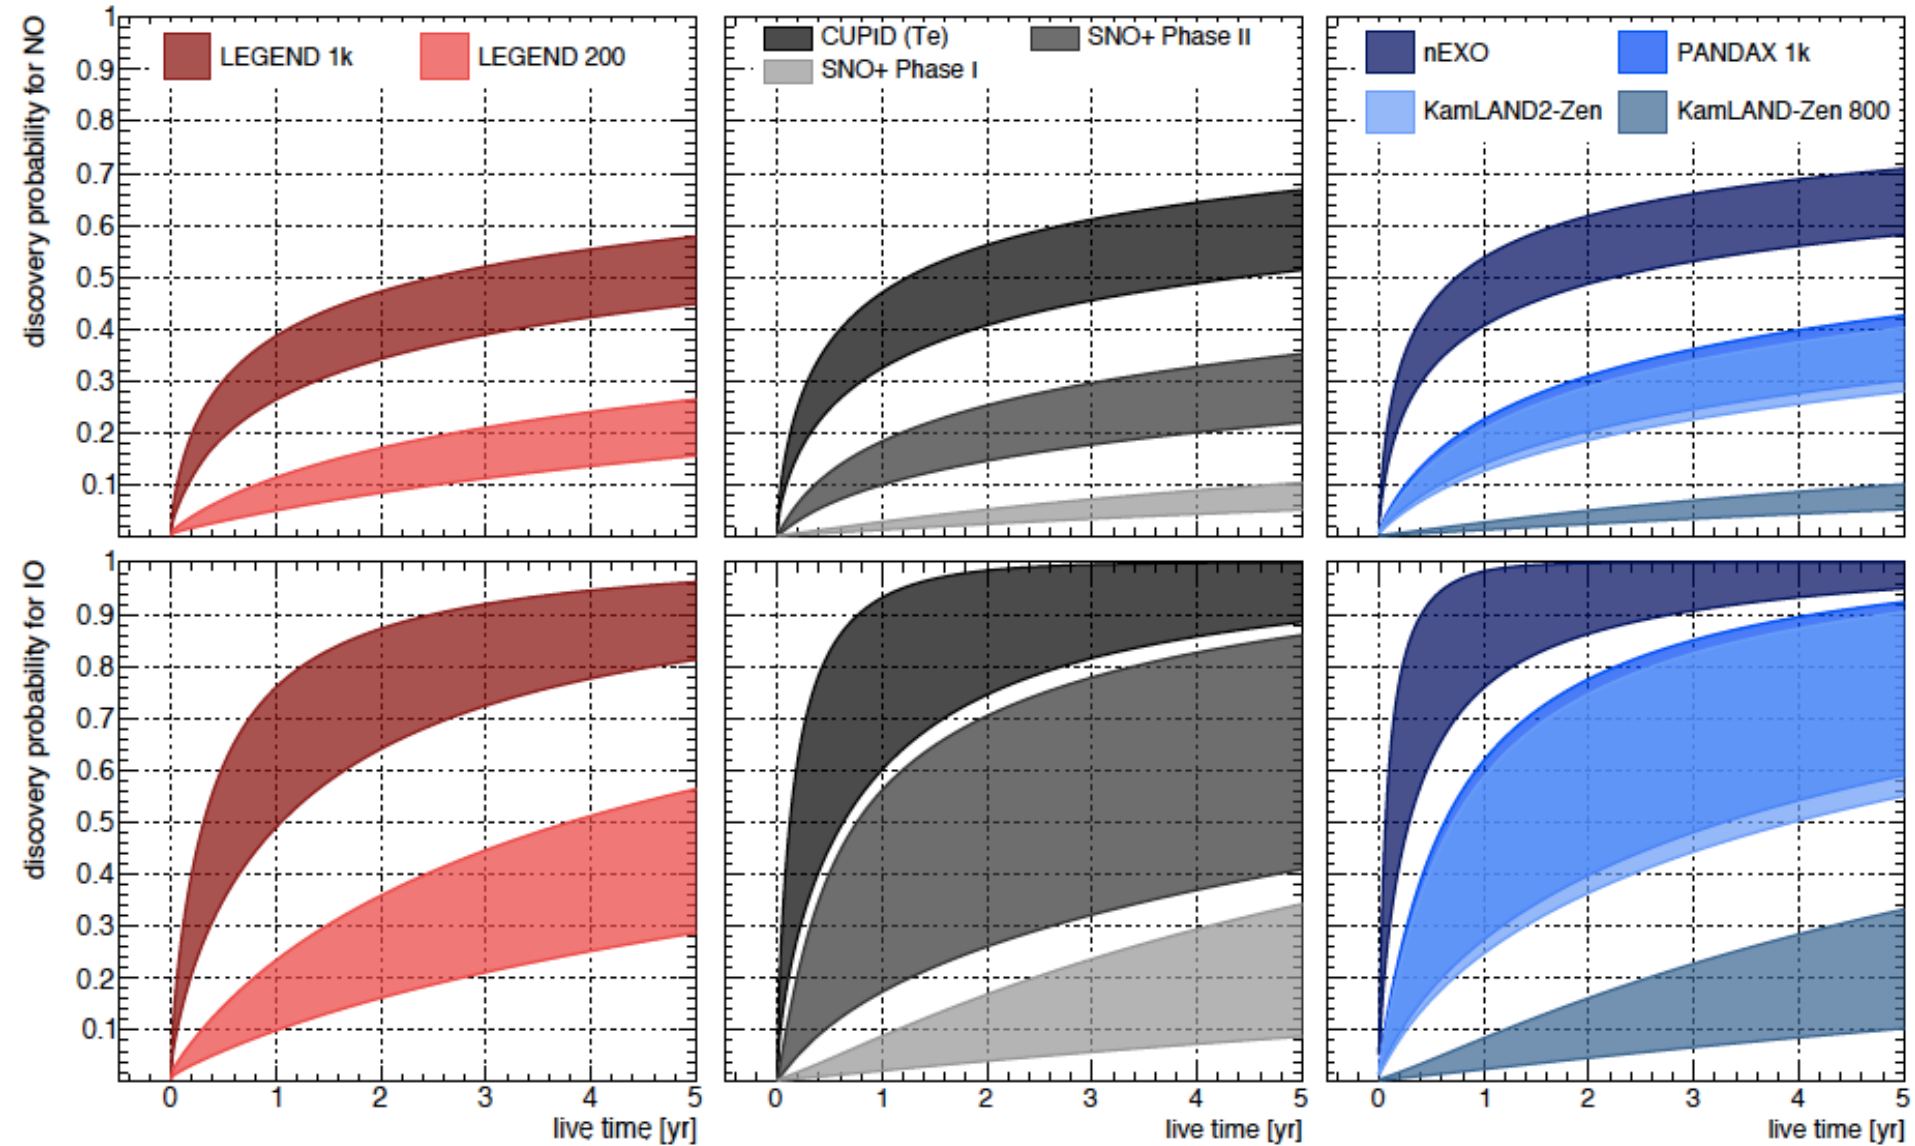 discovery probability for NO
1
0.9
0.8
0.7
0.6
0.5
0.4
0.3
0.2
0.1
LEGEND 1k LEGEND 200
CUPID (Te) SNO+ Phase II
SNO+ Phase I
nEXO PANDAX 1k
KamLAND2-Zen KamLAND-Zen 800
discovery probability for IO
1
0.9
0.8
0.7
0.6
0.5
0.4
0.3
0.2
0.1
0 1 2 3 4 5
live time [yr]
0 1 2 3 4 5
live time [yr]
0 1 2 3 4 5
live time [yr]